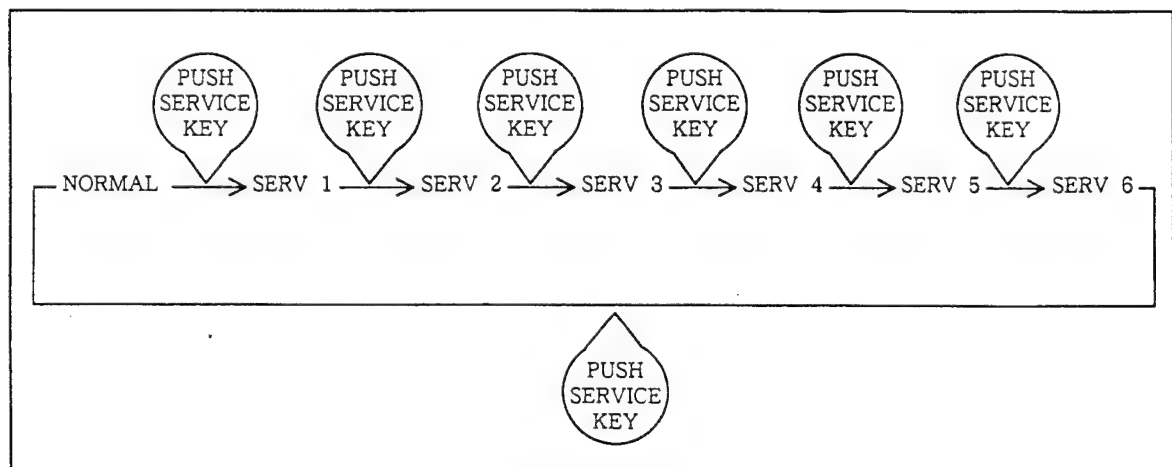 PUSH SERVICE KEY
PUSH SERVICE KEY
PUSH SERVICE KEY
PUSH SERVICE KEY
PUSH SERVICE KEY
PUSH SERVICE KEY
NORMAL SERV 1 SERV 2 SERV 3 SERV 4 SERV 5 SERV 6
PUSH
SERVICE
KEY